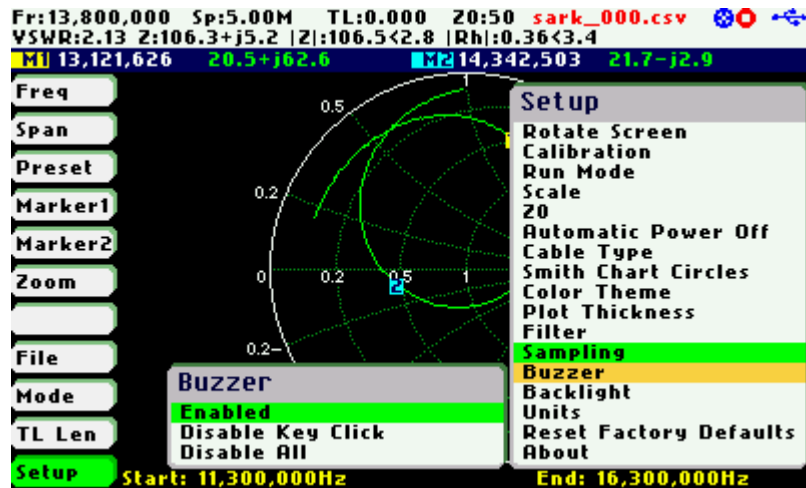 Fr:13,800,000 Sp:5.00M TL:0.000 Z0:50 sark_000.csv
VSWR:2.13 Z:106.3+j5.2 |Z|:106.5<2.8 |Rh|:0.36<3.4
M1 13,121,626 20.5+j62.6 M2 14,342,503 21.7-j2.9
Freq
Span
Preset
Marker1
Marker2
Zoom
File
Mode
TL Len
Setup
1
0.5
0.2
0
0.2
0.5
1
0.2-
2
Setup
Rotate Screen
Calibration
Run Mode
Scale
Z0
Automatic Power Off
Cable Type
Smith Chart Circles
Color Theme
Plot Thickness
Filter
Sampling
Buzzer
Backlight
Units
Reset Factory Defaults
About
Buzzer
Enabled
Disable Key Click
Disable All
Start: 11,300,000Hz
End: 16,300,000Hz